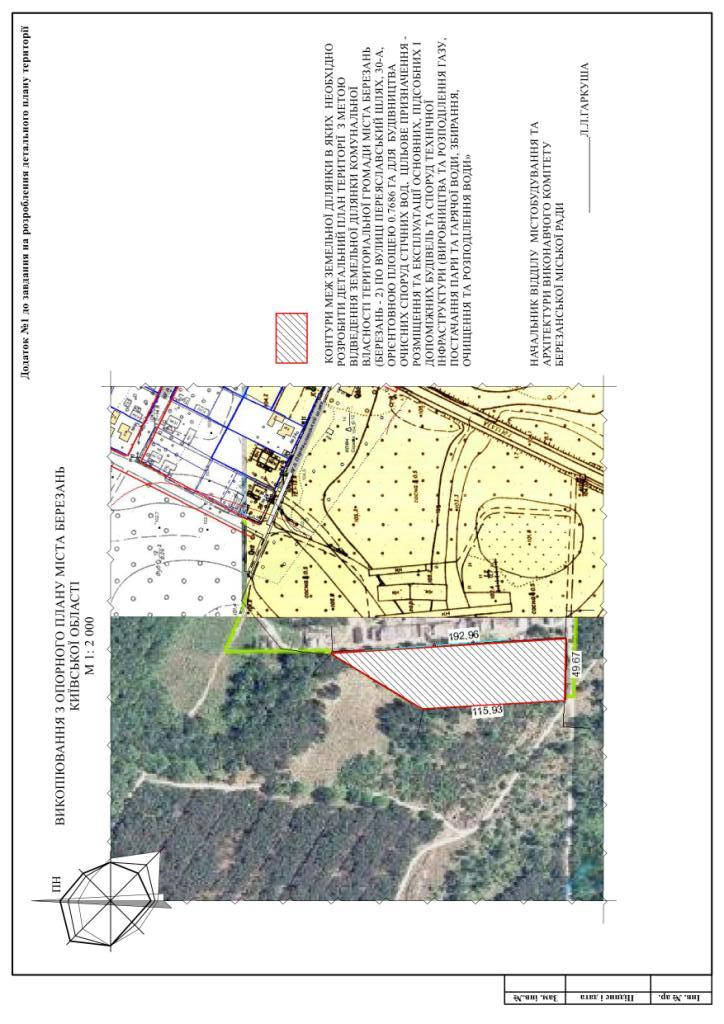 Додаток №1 до завдання на розроблення детального плану території
ВИКОПІЮВАННЯ З ОПОРНОГО ПЛАНУ МІСТА БЕРЕЗАНЬ
КИЇВСЬКОЇ ОБЛАСТІ
М 1: 2 000
ПН
КОНТУРИ МЕЖ ЗЕМЕЛЬНОЇ ДІЛЯНКИ В ЯКИХ НЕОБХІДНО
РОЗРОБИТИ ДЕТАЛЬНИЙ ПЛАН ТЕРИТОРІЇ З МЕТОЮ
ВІДВЕДЕННЯ ЗЕМЕЛЬНОЇ ДІЛЯНКИ КОМУНАЛЬНОЇ
ВЛАСНОСТІ ТЕРИТОРІАЛЬНОЇ ГРОМАДИ МІСТА БЕРЕЗАНЬ
(БЕРЕЗАНЬ - 2) ПО ВУЛИЦІ ПЕРЕЯСЛАВСЬКИЙ ШЛЯХ, 30-А,
ОРІЄНТОВНОЮ ПЛОЩЕЮ 0.7686 ГА ДЛЯ БУДІВНИЦТВА
ОЧИСНИХ СПОРУД СТІЧНИХ ВОД, ЦІЛЬОВЕ ПРИЗНАЧЕННЯ -
РОЗМІЩЕННЯ ТА ЕКСПЛУАТАЦІЇ ОСНОВНИХ, ПІДСОБНИХ І
ДОПОМІЖНИХ БУДІВЕЛЬ ТА СПОРУД ТЕХНІЧНОЇ
ІНФРАСТРУКТУРИ (ВИРОБНИЦТВА ТА РОЗПОДІЛЕННЯ ГАЗУ,
ПОСТАЧАННЯ ПАРИ ТА ГАРЯЧОЇ ВОДИ, ЗБИРАННЯ,
ОЧИЩЕННЯ ТА РОЗПОДІЛЕННЯ ВОДИ»
НАЧАЛЬНИК ВІДДІЛУ МІСТОБУДУВАННЯ ТА
АРХІТЕКТУРИ ВИКОНАВЧОГО КОМІТЕТУ
БЕРЕЗАНСЬКОЇ МІСЬКОЇ РАДИ
Л.Л.ГАРКУША
192,96
115,93
49,67
Зам. інв.№
Підпис і дата
Інв. № ор.